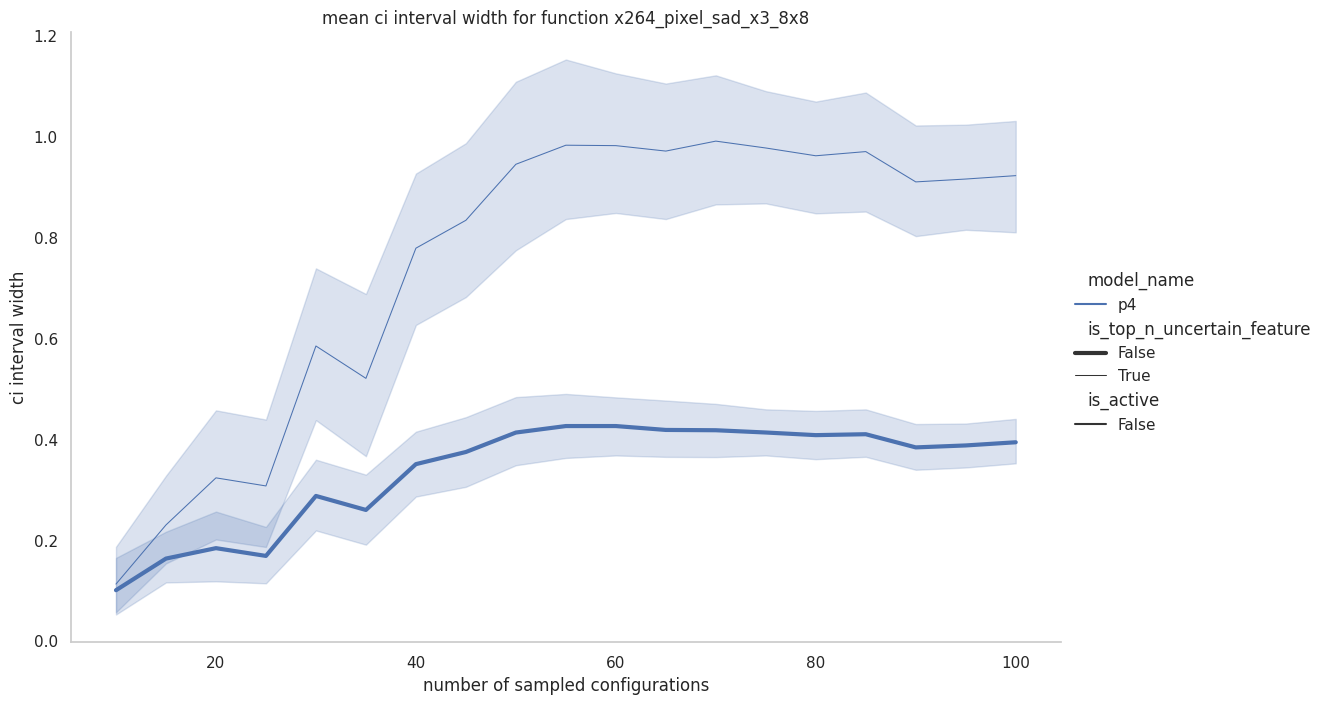 mean ci interval width for function x264_pixel_sad_x3_8x8
1.2
1.0
0.8
0.6
0.4
0.2
0.0
ci interval width
20
40
60
80
100
number of sampled configurations
model_name
p4
is_top_n_uncertain_feature
False
True
is_active
False